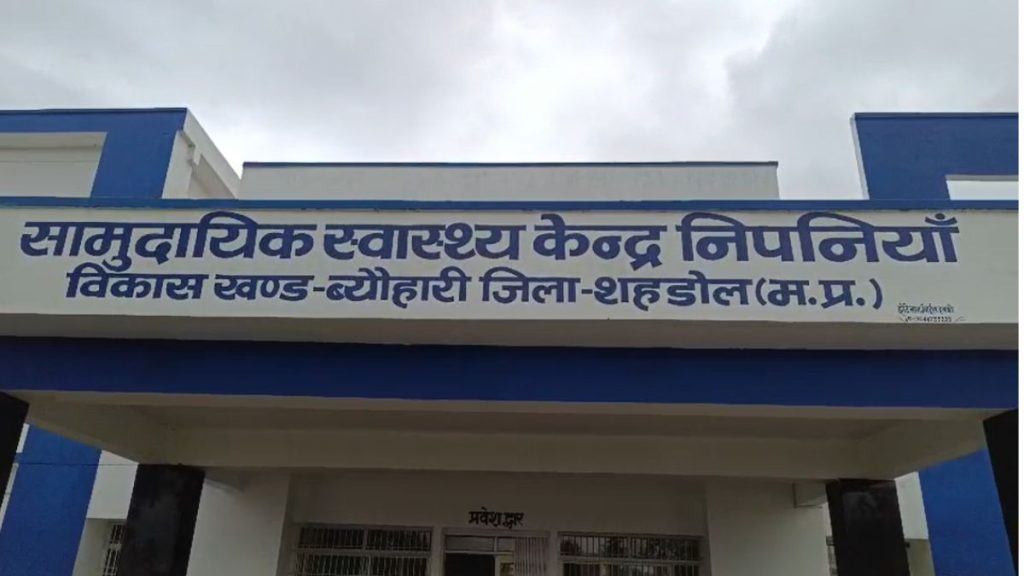 सामुदायिक स्वास्थ्य केन्द्र निपनियाँ
विकास खण्ड-ब्यौहारी जिला-शहडोल(म.प्र.)
प्रवेश द्वार